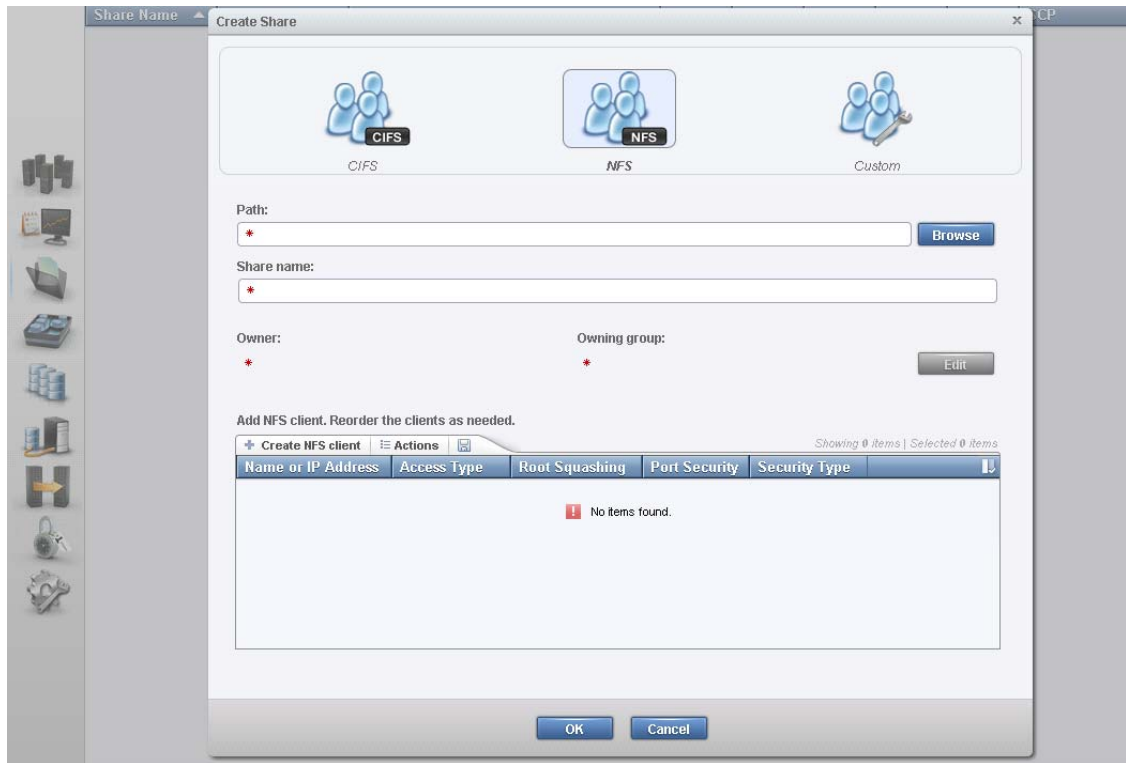 Share Name
CP
Create Share
CIFS
NFS
CIFS
NFS
Custom
Path:
*
Browse
Share name:
*
Owner:
Owning group:
*
*
Edit
Add NFS client. Reorder the clients as needed.
Create NFS client
Actions
Showing 0 items | Selected 0 items
Name or IP Address
Access Type
Root Squashing
Port Security
Security Type
No items found.
OK
Cancel